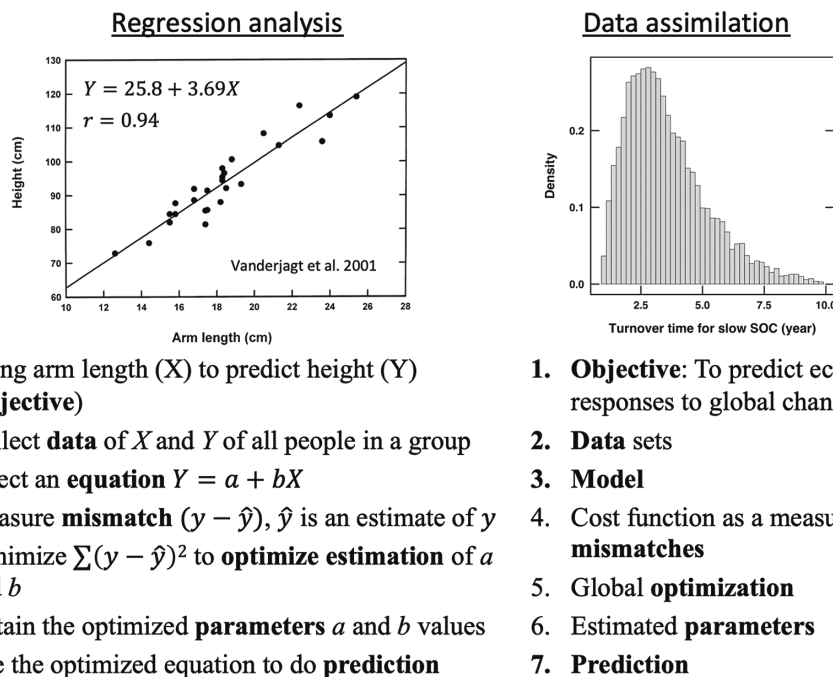 Regression analysis
130
120
110
100
90
80
70
60
Height (cm)
Y = 25.8 + 3.69X
r = 0.94
Vanderjagt et al. 2001
10 12 14 16 18 20 22 24 26 28
Arm length (cm)
ng arm length (X) to predict height (Y)
jective)
llect data of X and Y of all people in a group
ect an equation Y = a + bX
asure mismatch (y − ŷ), ŷ is an estimate of y
nimize ∑(y − ŷ)² to optimize estimation of a
l b
tain the optimized parameters a and b values
e the optimized equation to do prediction
Data assimilation
0.2
0.1
0.0
Density
2.5 5.0 7.5 10.0
Turnover time for slow SOC (year)
1. Objective: To predict ec
responses to global chan
2. Data sets
3. Model
4. Cost function as a measu
mismatches
5. Global optimization
6. Estimated parameters
7. Prediction